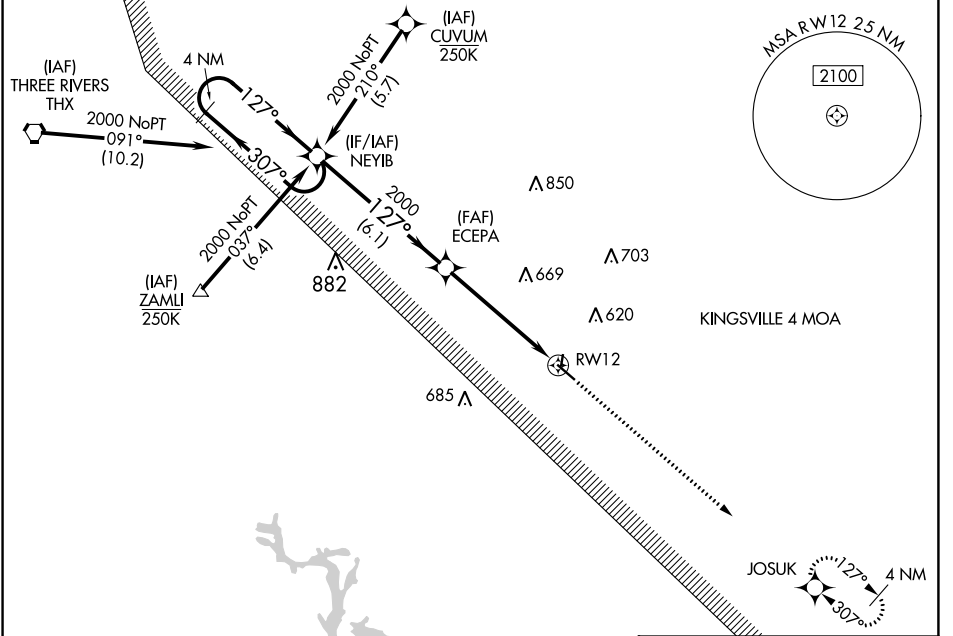 (IAF)
CUVUM
250K
2000 NoPT
210°
(5.7)
MSA RW12 25 NM
2100
(IAF)
THREE RIVERS
THX
2000 NoPT
091°
(10.2)
4 NM
127°
307°
(IF/IAF)
NEYIB
2000 NoPT
037°
(6.4)
(IAF)
ZAMLI
250K
2000
127°
(6.1)
(FAF)
ECEPA
850
703
669
620
882
685
KINGSVILLE 4 MOA
RW12
JOSUK
127°
307°
4 NM